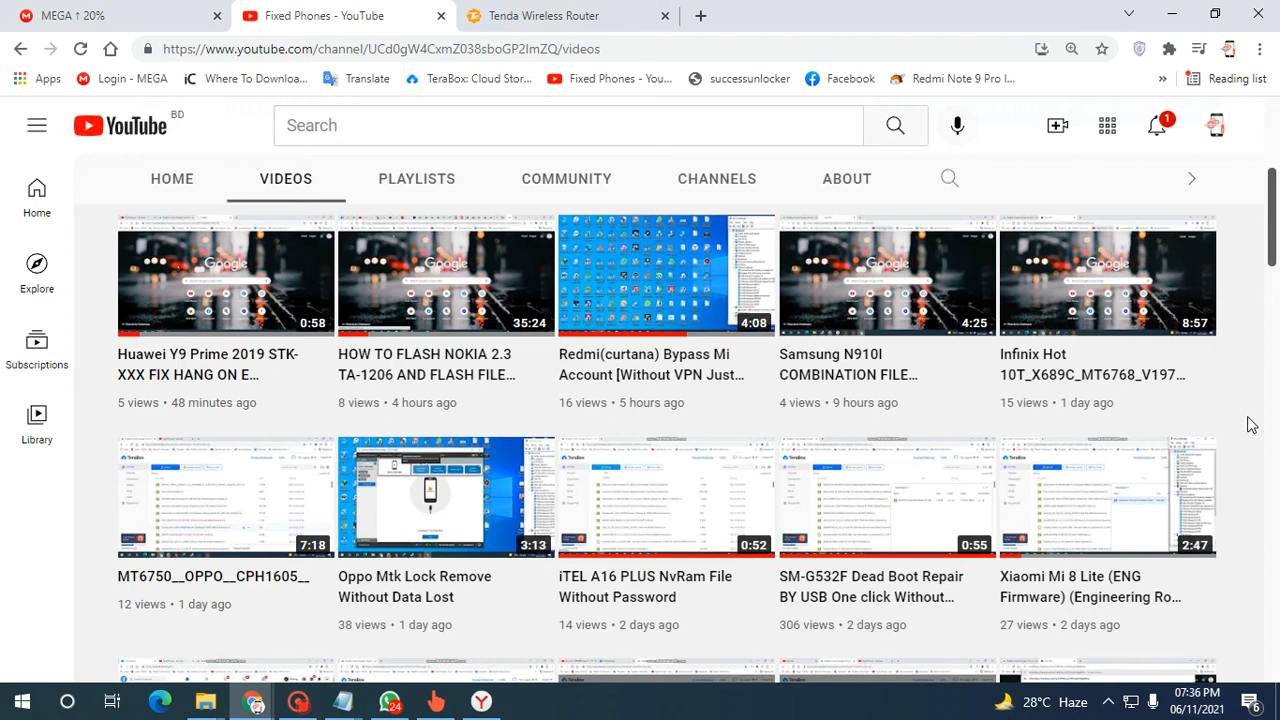 MEGA ⬆ 20%
Fixed Phones - YouTube
Tenda Wireless Router
https://www.youtube.com/channel/UCd0gW4CxmZ038sboGP2ImZQ/videos
Apps
Login - MEGA
Where To Downloa...
Translate
TeraBox: Cloud Stor...
Fixed Phones - You...
successunlocker
Facebook
Redmi Note 9 Pro I...
»
Reading list
YouTube BD
Search
1
Home
Explore
Subscriptions
Library
HOME VIDEOS PLAYLISTS COMMUNITY CHANNELS ABOUT
Google
0:58
Google
35:24
4:08
Google
4:25
Google
8:57
Huawei Y9 Prime 2019 STK-
XXX FIX HANG ON E...
5 views • 48 minutes ago
HOW TO FLASH NOKIA 2.3
TA-1206 AND FLASH FILE...
8 views • 4 hours ago
Redmi(curtana) Bypass Mi
Account [Without VPN Just...
16 views • 5 hours ago
Samsung N910I
COMBINATION FILE...
4 views • 9 hours ago
Infinix Hot
10T_X689C_MT6768_V197...
15 views • 1 day ago
7:18
3:13
0:52
0:55
2:47
MT6750__OPPO__CPH1605__
12 views • 1 day ago
Oppo Mtk Lock Remove
Without Data Lost
38 views • 1 day ago
iTEL A16 PLUS NvRam File
Without Password
14 views • 2 days ago
SM-G532F Dead Boot Repair
BY USB One click Without...
306 views • 2 days ago
Xiaomi Mi 8 Lite (ENG
Firmware) (Engineering Ro...
27 views • 2 days ago
24
28°C Haze
07:36 PM
06/11/2021
6